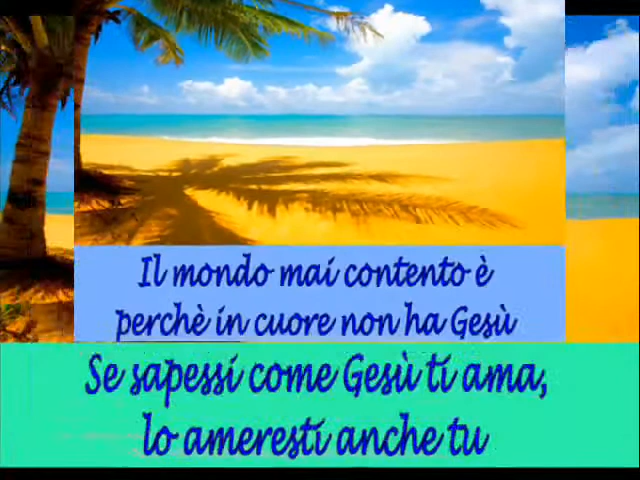 Il mondo mai contento è
perchè in cuore non ha Gesù
Se sapessi come Gesù ti ama,
lo ameresti anche tu